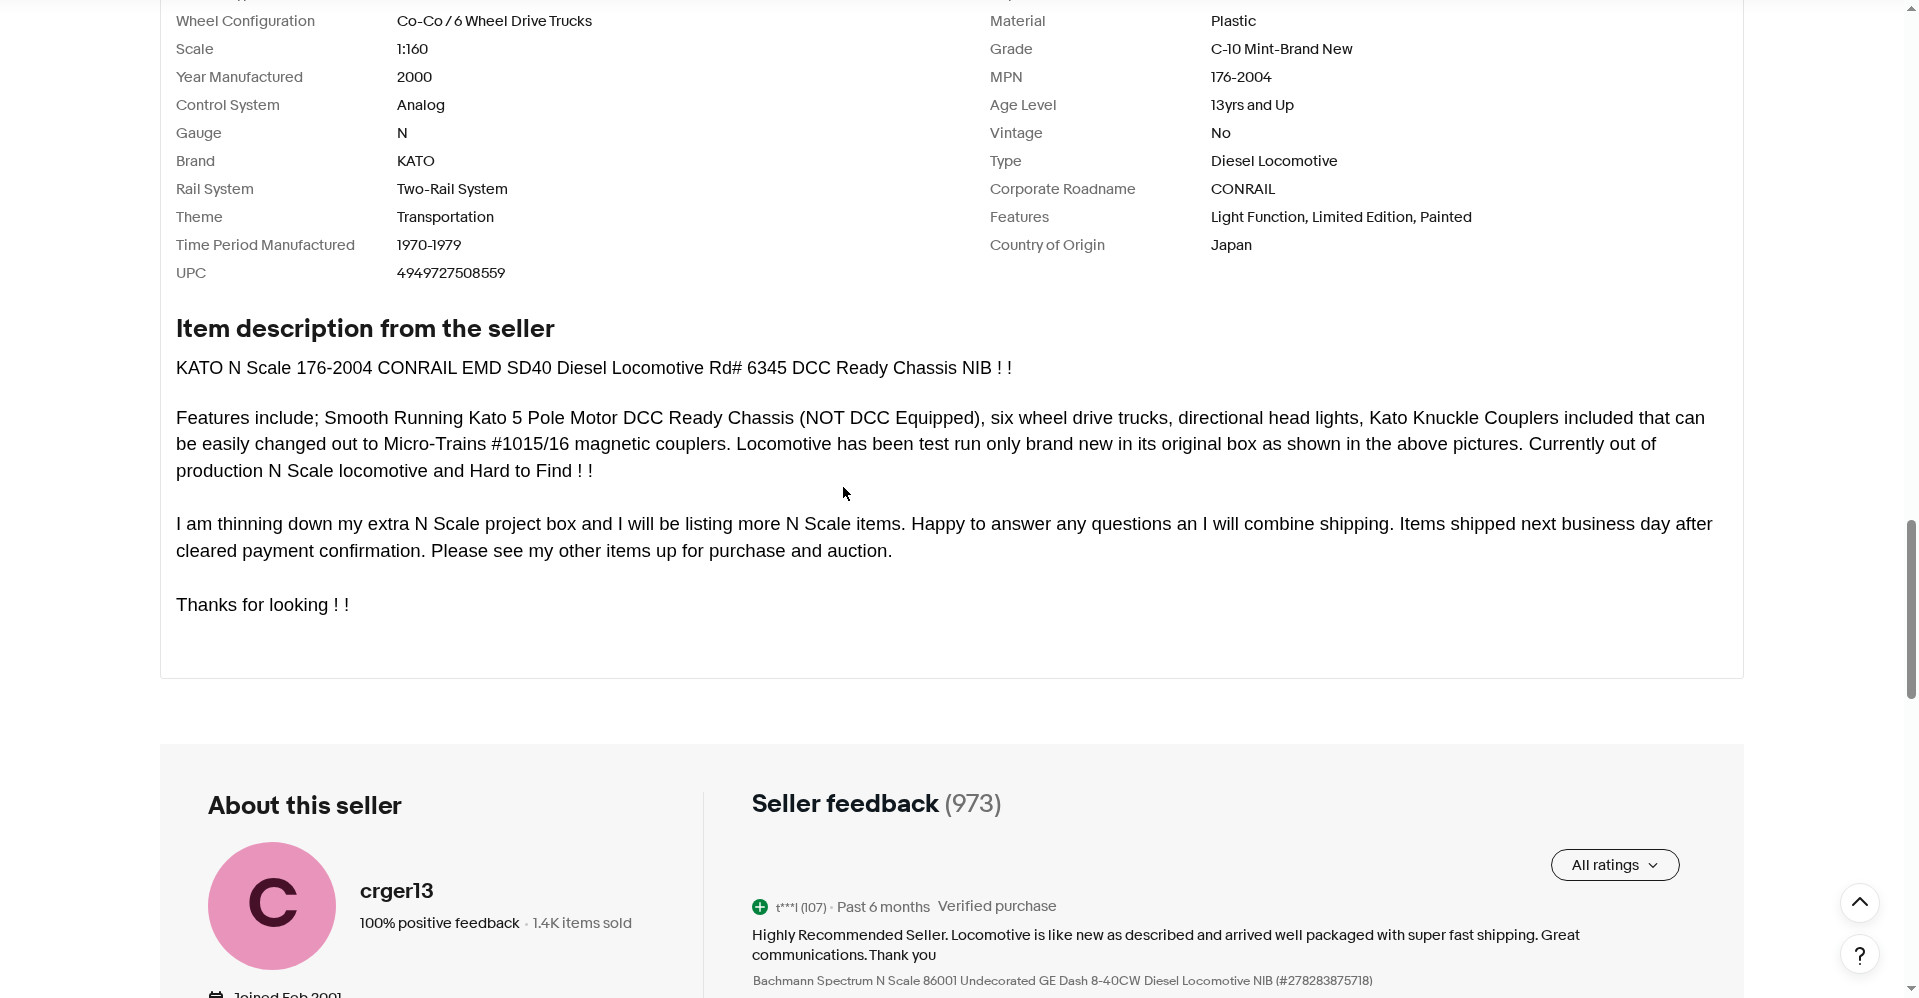 Wheel Configuration Co-Co / 6 Wheel Drive Trucks Material Plastic
Scale 1:160 Grade C-10 Mint-Brand New
Year Manufactured 2000 MPN 176-2004
Control System Analog Age Level 13yrs and Up
Gauge N Vintage No
Brand KATO Type Diesel Locomotive
Rail System Two-Rail System Corporate Roadname CONRAIL
Theme Transportation Features Light Function, Limited Edition, Painted
Time Period Manufactured 1970-1979 Country of Origin Japan
UPC 4949727508559
Item description from the seller
KATO N Scale 176-2004 CONRAIL EMD SD40 Diesel Locomotive Rd# 6345 DCC Ready Chassis NIB ! !
Features include; Smooth Running Kato 5 Pole Motor DCC Ready Chassis (NOT DCC Equipped), six wheel drive trucks, directional head lights, Kato Knuckle Couplers included that can
be easily changed out to Micro-Trains #1015/16 magnetic couplers. Locomotive has been test run only brand new in its original box as shown in the above pictures. Currently out of
production N Scale locomotive and Hard to Find ! !
I am thinning down my extra N Scale project box and I will be listing more N Scale items. Happy to answer any questions an I will combine shipping. Items shipped next business day after
cleared payment confirmation. Please see my other items up for purchase and auction.
Thanks for looking ! !
About this seller
C
crger13
100% positive feedback · 1.4K items sold
Joined Feb 2001
Seller feedback (973)
All ratings
t***l (107) · Past 6 months Verified purchase
Highly Recommended Seller. Locomotive is like new as described and arrived well packaged with super fast shipping. Great
communications. Thank you
Bachmann Spectrum N Scale 86001 Undecorated GE Dash 8-40CW Diesel Locomotive NIB (#278283875718)
?